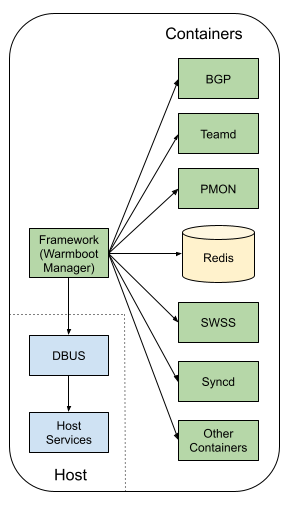 Containers
BGP
Teamd
PMON
Framework
(Warmboot
Manager)
Redis
SWSS
DBUS
Syncd
Host
Services
Other
Containers
Host